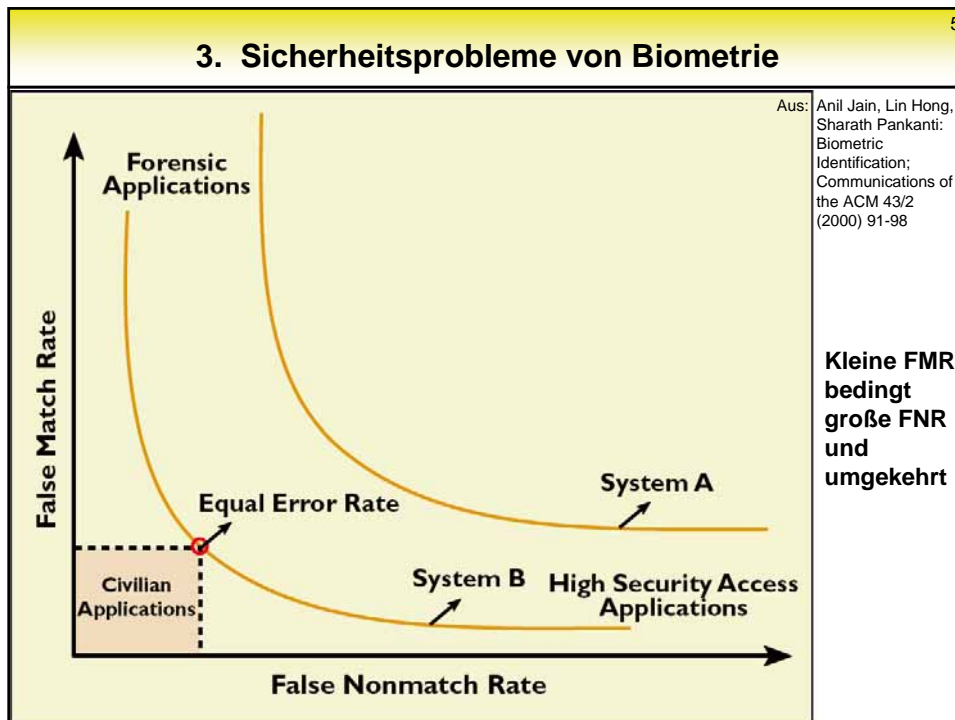 5
3. Sicherheitsprobleme von Biometrie
Aus: Anil Jain, Lin Hong,
Sharath Pankanti:
Biometric
Identification;
Communications of
the ACM 43/2
(2000) 91-98
Forensic
Applications
False Match Rate
Equal Error Rate
System A
Civilian
Applications
System B
High Security Access
Applications
False Nonmatch Rate
Kleine FMR
bedingt
große FNR
und
umgekehrt